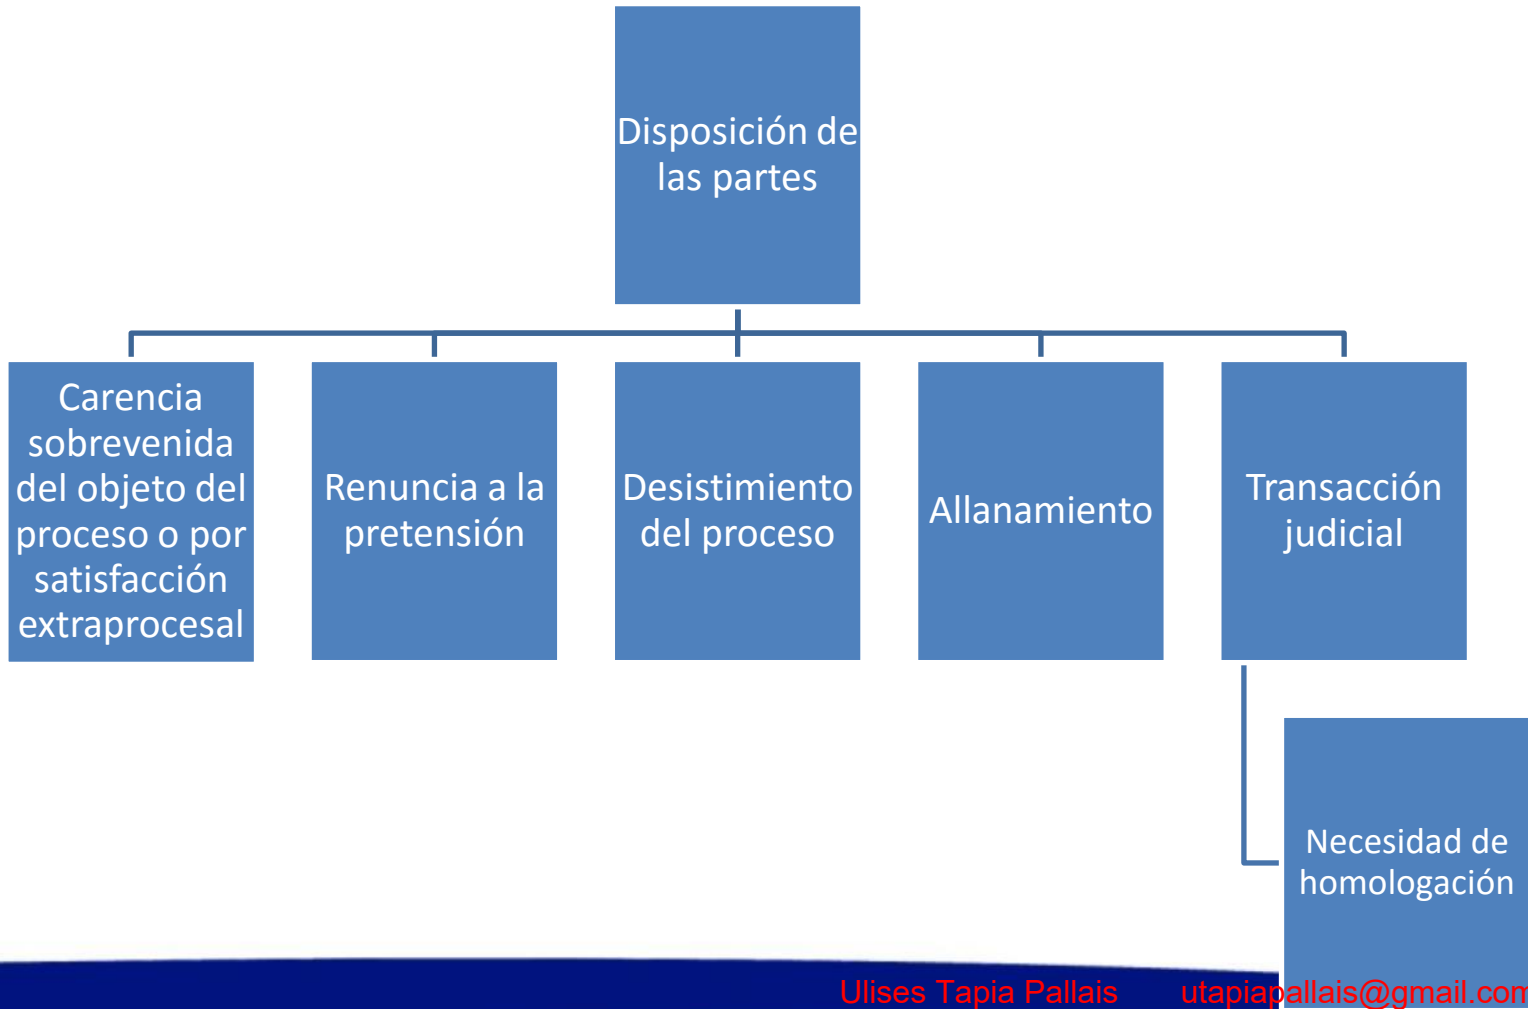 Disposición de
las partes
Carencia
sobrevenida
del objeto del
proceso o por
satisfacción
extraprocesal
Renuncia a la
pretensión
Desistimiento
del proceso
Allanamiento
Transacción
judicial
Necesidad de
homologación
Ulises Tapia Pallais utapiapallais@gmail.com